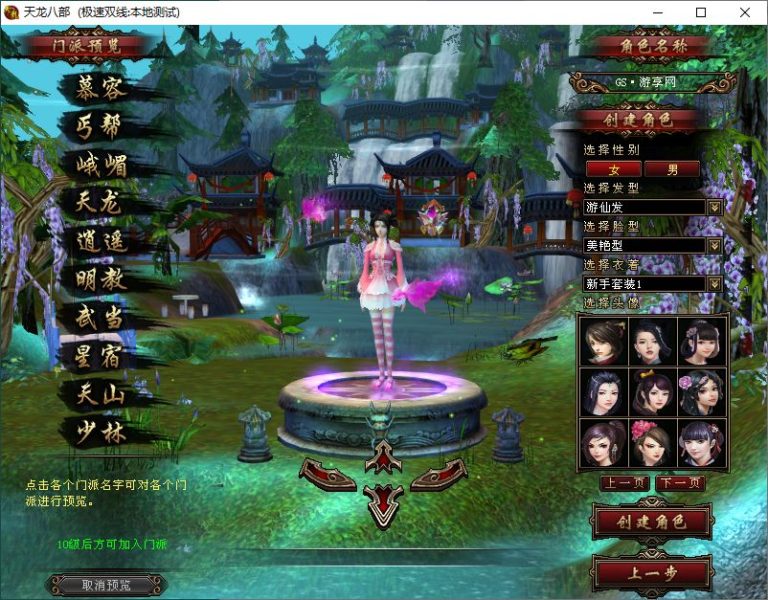 天龙八部 (极速双线:本地测试)
门派预览
慕容
丐帮
峨嵋
天龙
逍遥
明教
武当
星宿
天山
少林
点击各个门派名字可对各个门
派进行预览。
10级后方可加入门派
取消预览
角色名称
GS·游享网
创建角色
选择性别
女 男
选择发型
游仙发
选择脸型
美艳型
选择衣着
新手套装1
选择头像
上一页 下一页
创建角色
上一步